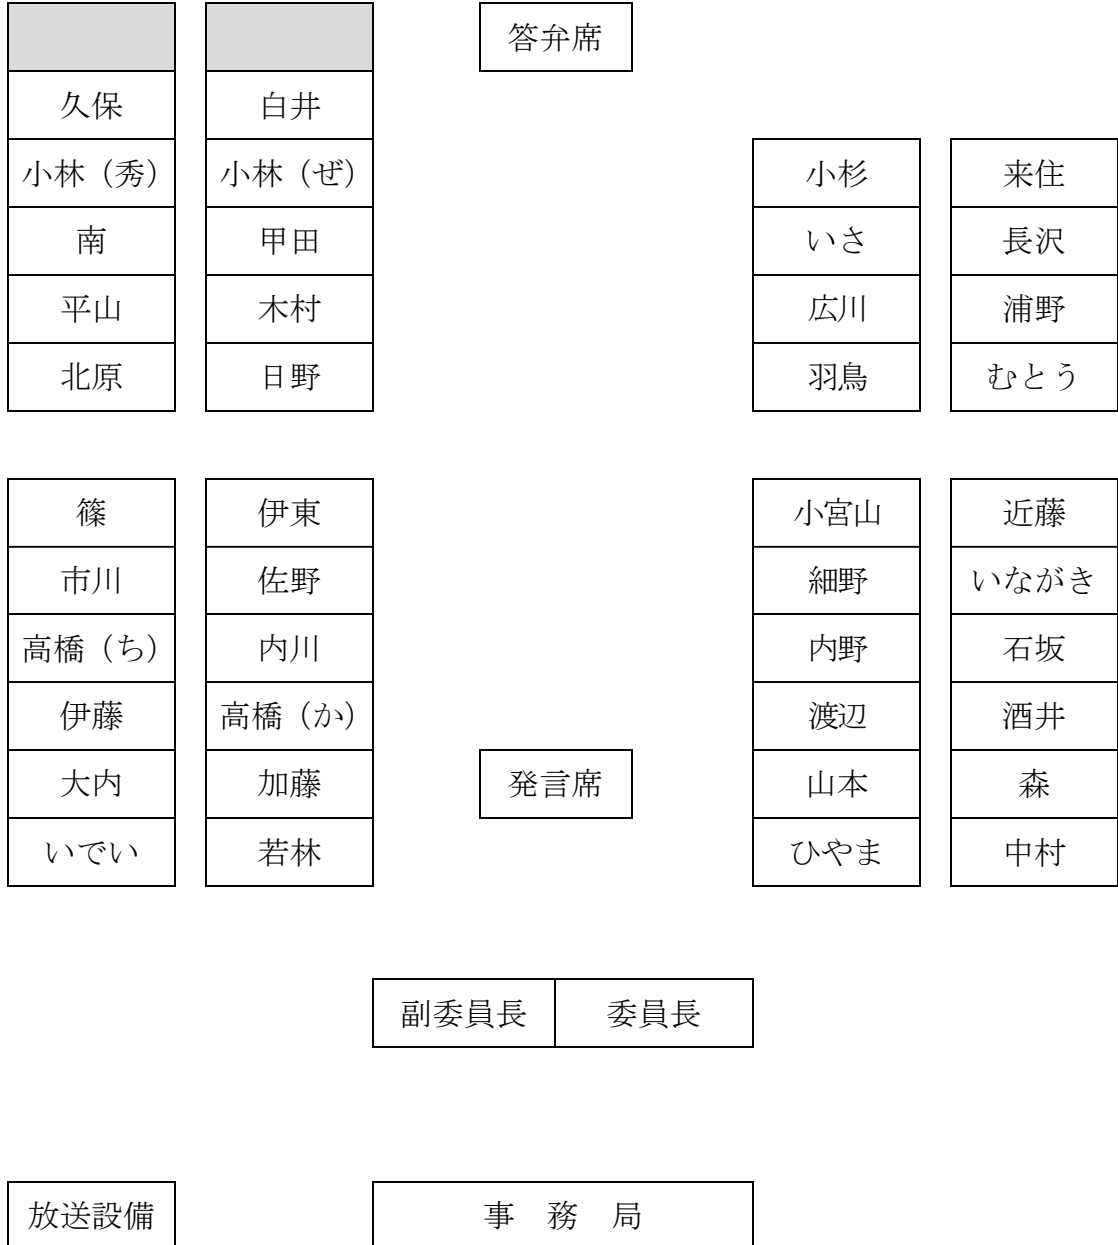 答弁席
久保 白井
小林（秀） 小林（ぜ） 小杉 来住
南 甲田 いさ 長沢
平山 木村 広川 浦野
北原 日野 羽鳥 むとう
篠 伊東 小宮山 近藤
市川 佐野 細野 いながき
高橋（ち） 内川 内野 石坂
伊藤 高橋（か） 渡辺 酒井
大内 加藤 発言席 山本 森
いでい 若林 ひやま 中村
副委員長 委員長
放送設備 事　務　局